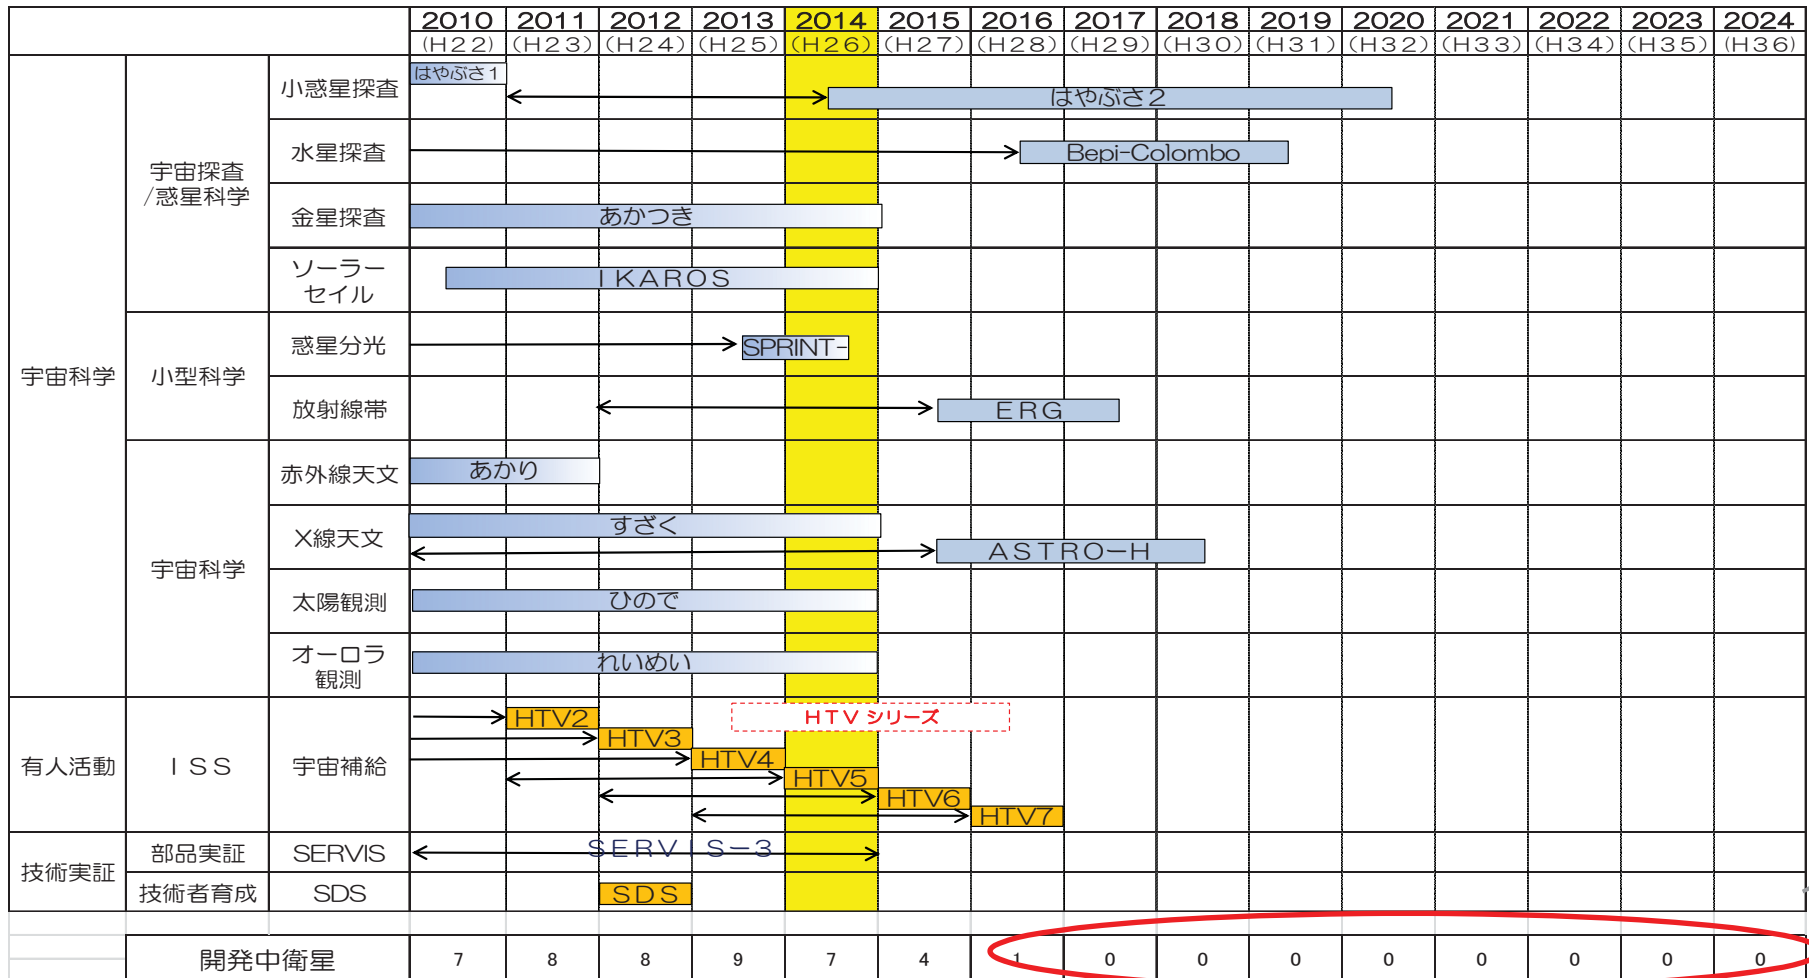 2010 2011 2012 2013 2014 2015 2016 2017 2018 2019 2020 2021 2022 2023 2024
(H22) (H23) (H24) (H25) (H26) (H27) (H28) (H29) (H30) (H31) (H32) (H33) (H34) (H35) (H36)
宇宙科学
宇宙探査
/惑星科学
小惑星探査
はやぶさ1
はやぶさ2
水星探査
Bepi-Colombo
金星探査
あかつき
ソーラー
セイル
IKAROS
小型科学
惑星分光
SPRINT-
放射線帯
ERG
宇宙科学
赤外線天文
あかり
X線天文
すざく
ASTRO-H
太陽観測
ひので
オーロラ
観測
れいめい
有人活動
ISS
宇宙補給
HTV2
HTVシリーズ
HTV3
HTV4
HTV5
HTV6
HTV7
技術実証
部品実証
SERVIS
SERVIS-3
技術者育成
SDS
SDS
開発中衛星 7 8 8 9 7 4 1 0 0 0 0 0 0 0 0